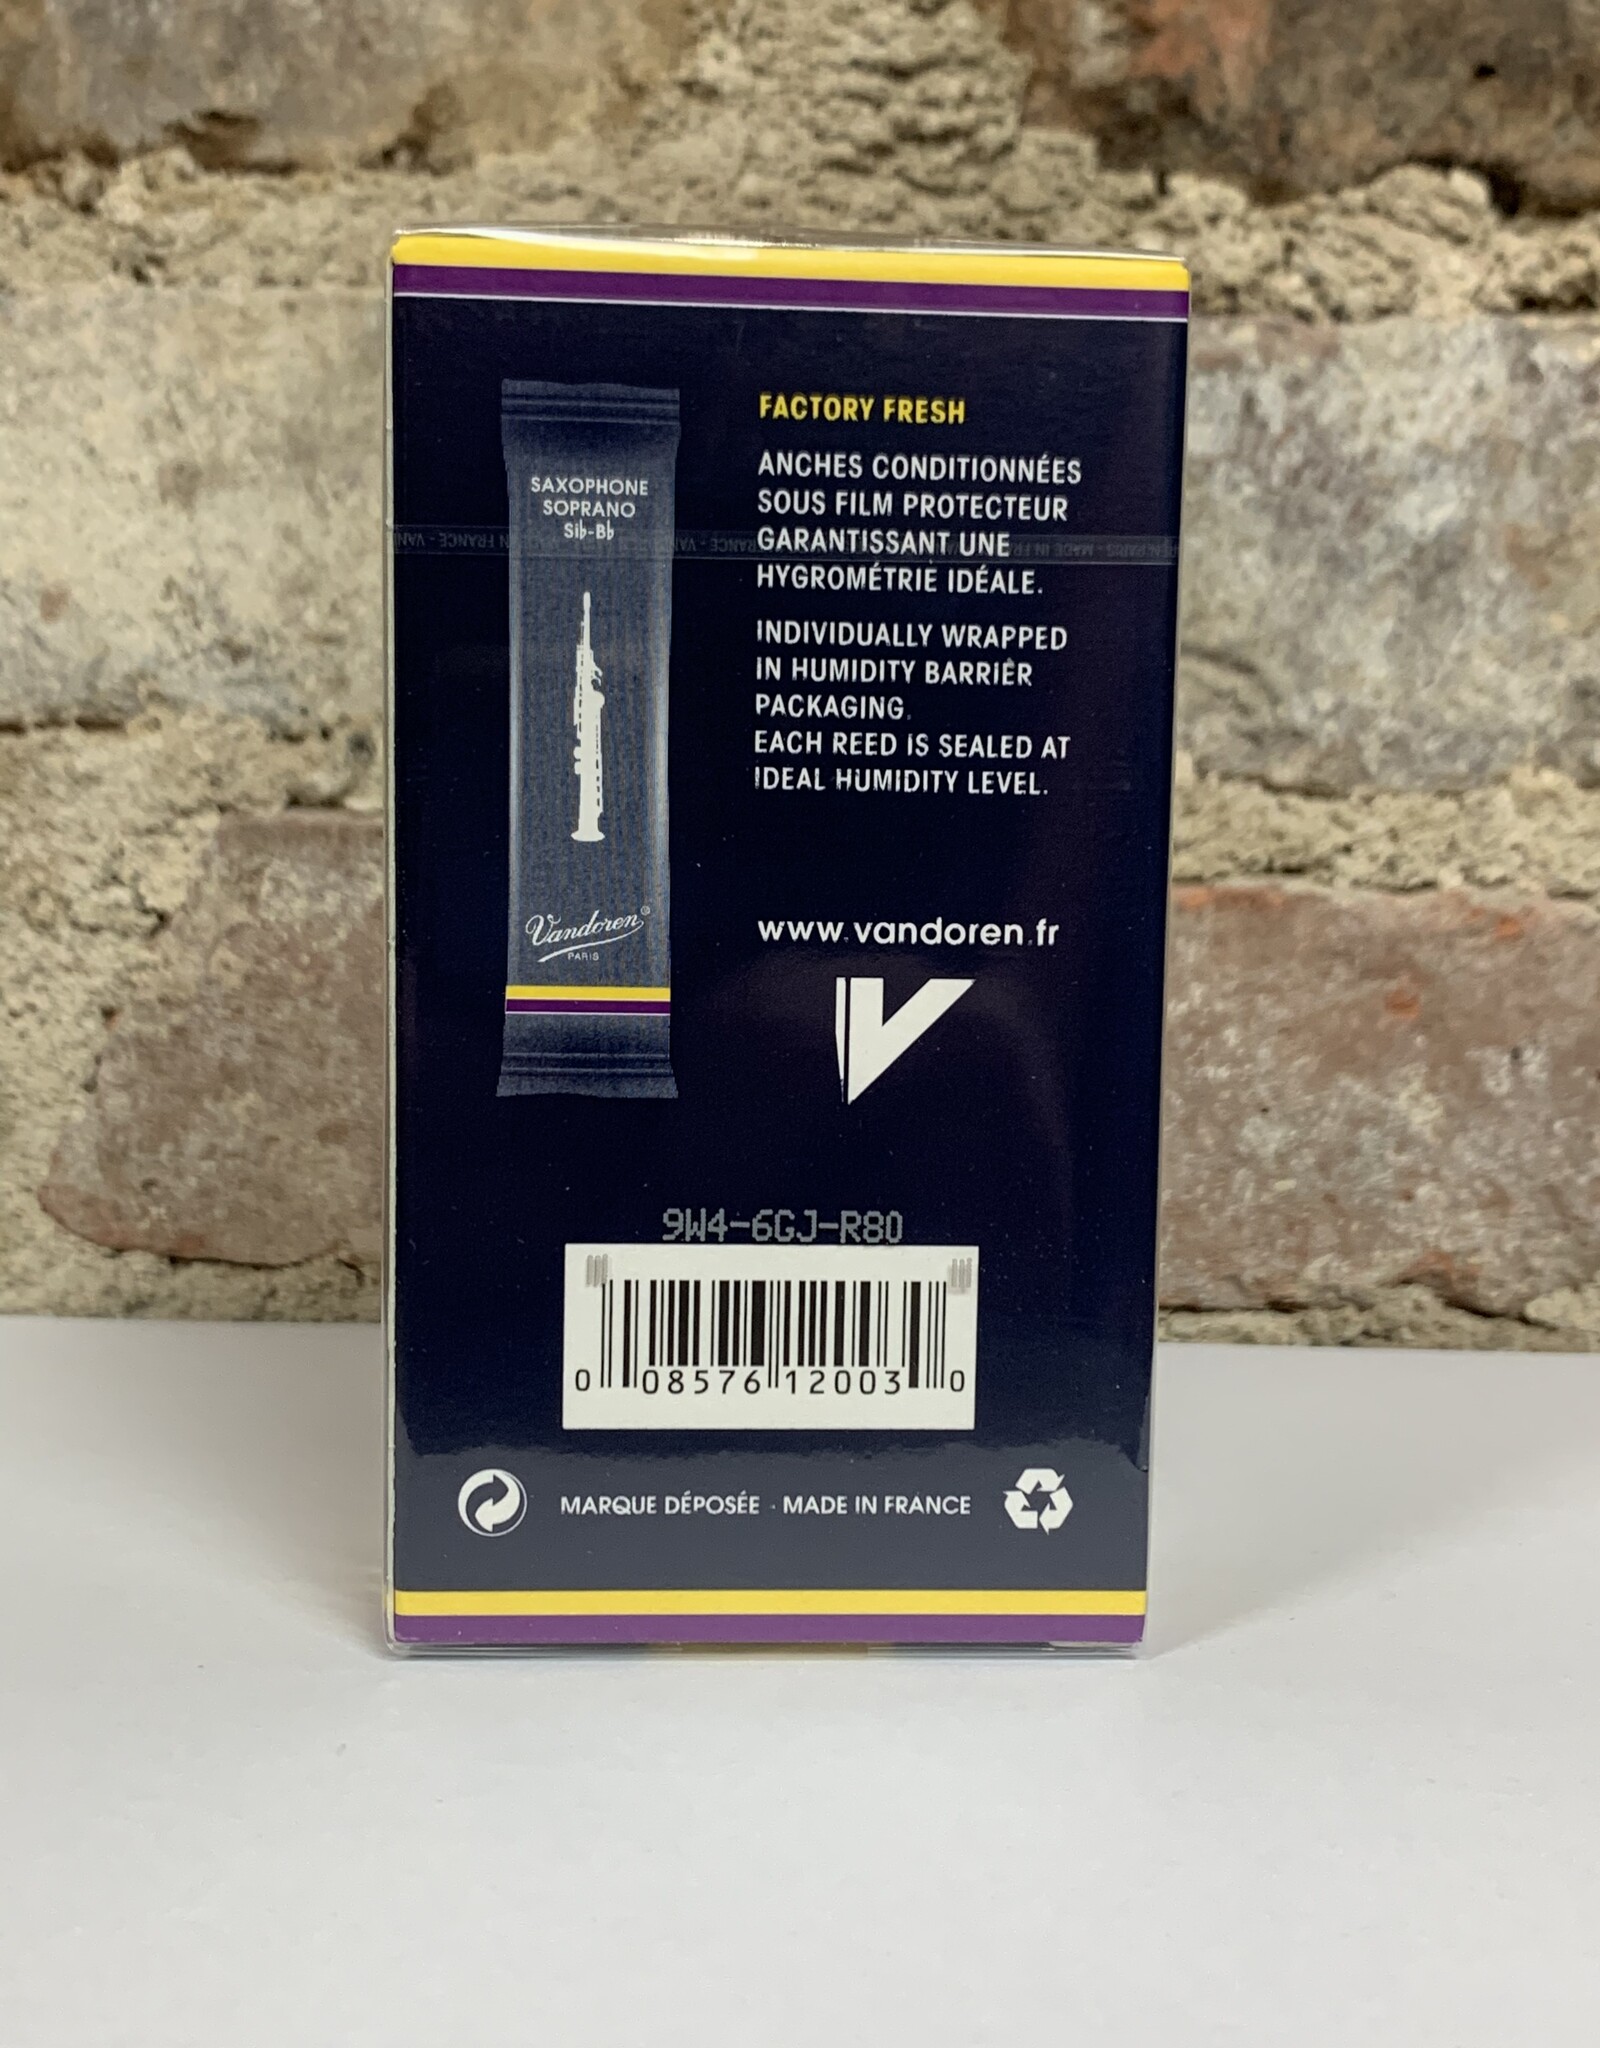 SAXOPHONE
SOPRANO
Si♭-B♭
Vandoren®
PARIS
FACTORY FRESH
ANCHES CONDITIONNÉES
SOUS FILM PROTECTEUR
GARANTISSANT UNE
HYGROMÉTRIE IDÉALE.
INDIVIDUALLY WRAPPED
IN HUMIDITY BARRIER
PACKAGING.
EACH REED IS SEALED AT
IDEAL HUMIDITY LEVEL.
www.vandoren.fr
9W4-6GJ-R80
0 08576 12003 0
MARQUE DÉPOSÉE - MADE IN FRANCE